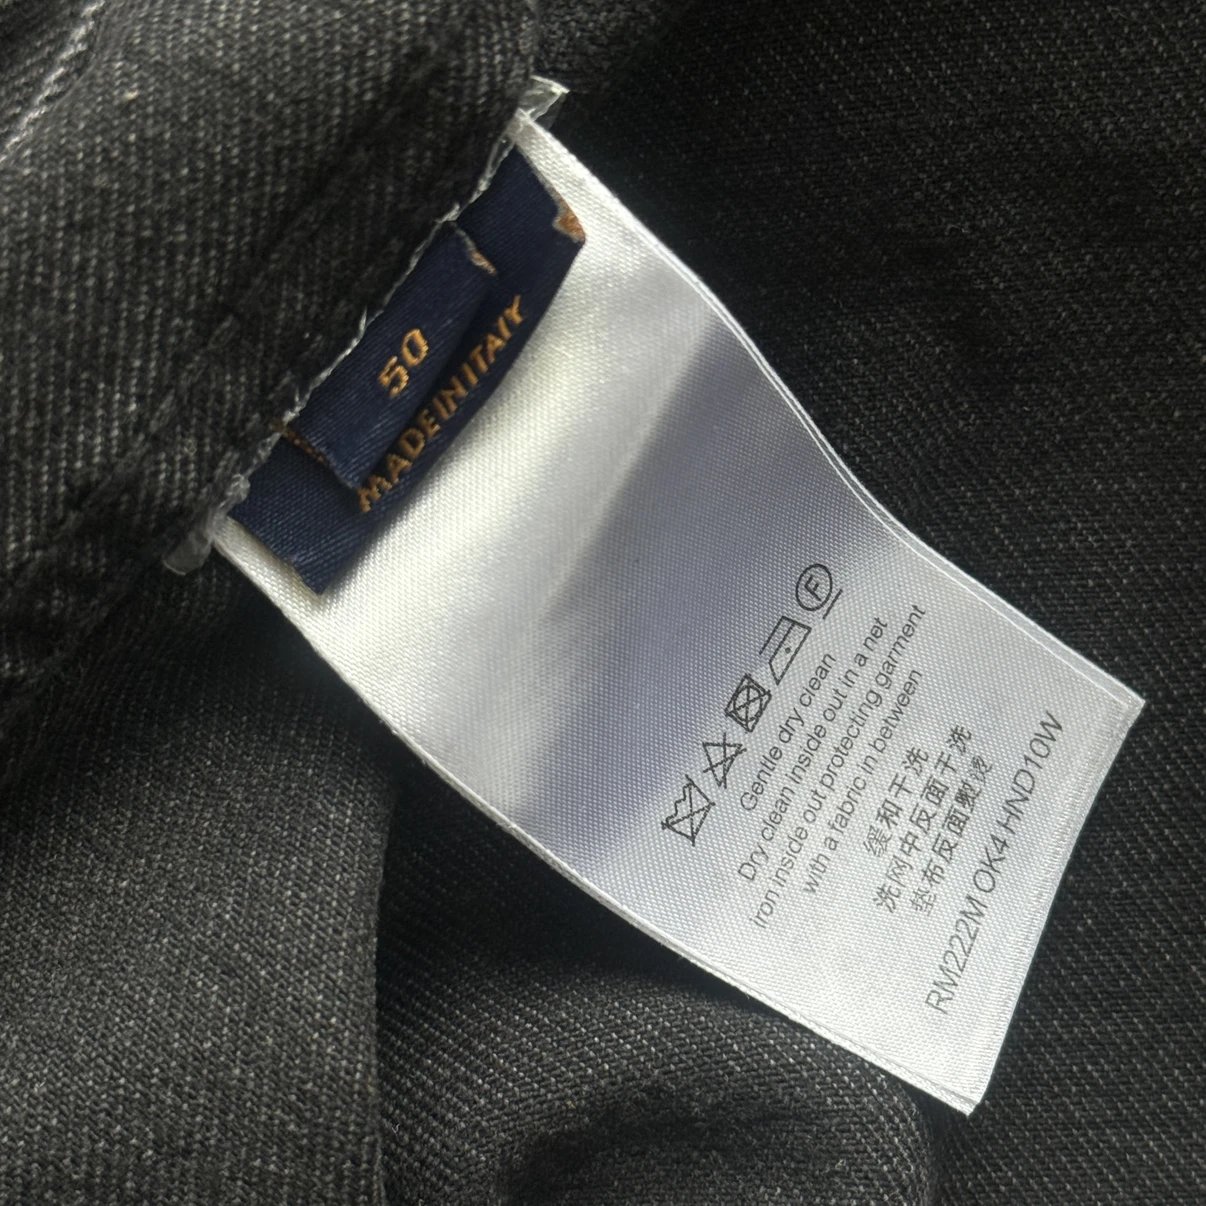 50
MADE IN ITALY
F
Gentle dry clean
Dry clean inside out in a net
iron inside out protecting garment
wth a fabric in between
缓和干洗
洗网中反面干洗
垫布反面熨烫
RM2222M OK4 HND10W